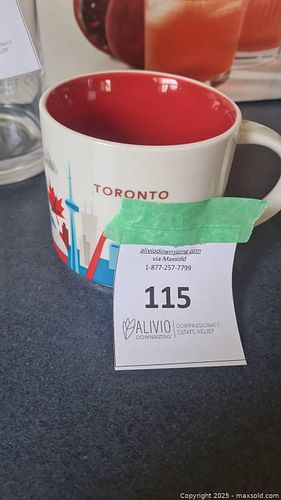 TORONTO
aliviodownsizing.com
via Maxsold
1-877-257-7799
115
ALIVIO
DOWNSIZING
COMPASSIONATE
ESTATE RELIEF
Copyright 2025 - maxsold.com